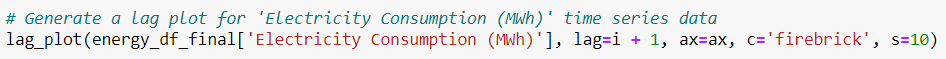 # Generate a lag plot for 'Electricity Consumption (MWh)' time series data
lag_plot(energy_df_final['Electricity Consumption (MWh)'], lag=i + 1, ax=ax, c='firebrick', s=10)